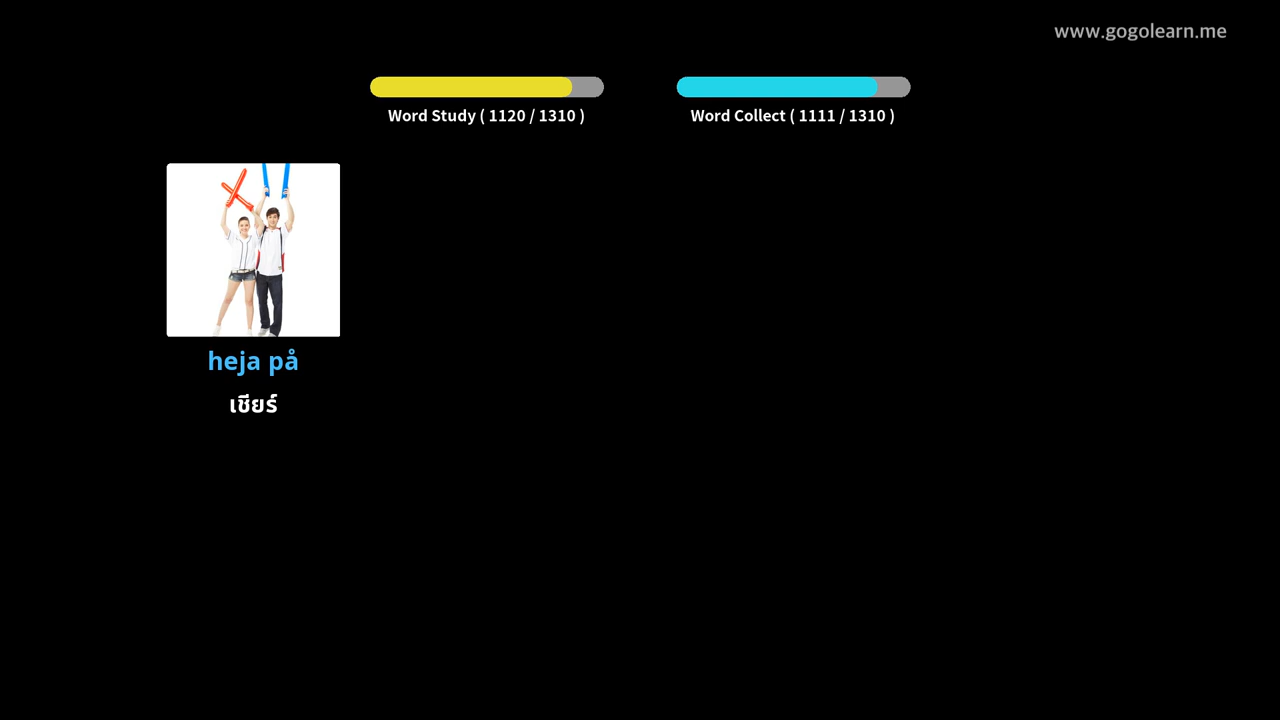 www.gogolearn.me
Word Study ( 1120 / 1310 )
Word Collect ( 1111 / 1310 )
heja på
เชียร์